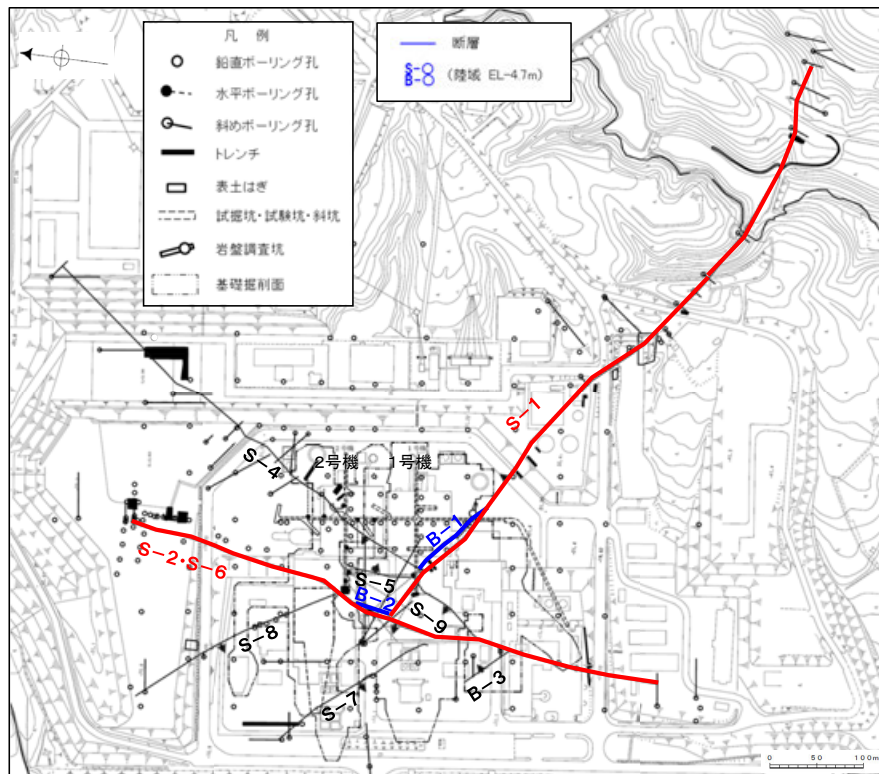 凡 例
鉛直ボーリング孔
水平ボーリング孔
斜めボーリング孔
トレンチ
表土はぎ
試掘坑・試験坑・斜坑
岩盤調査坑
基礎掘削面
断層
S-○
B-○
(陸域 EL-4.7m)
S-1
S-4
2号機
1号機
B-1
S-2・S-6
S-5
B-2
S-9
S-8
B-3
S-7
0 50 100m